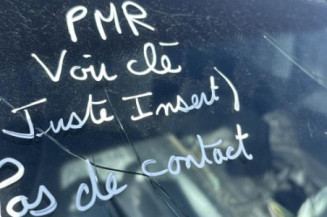 PMR
Voir clé
Juste Insert)
Pas de contact